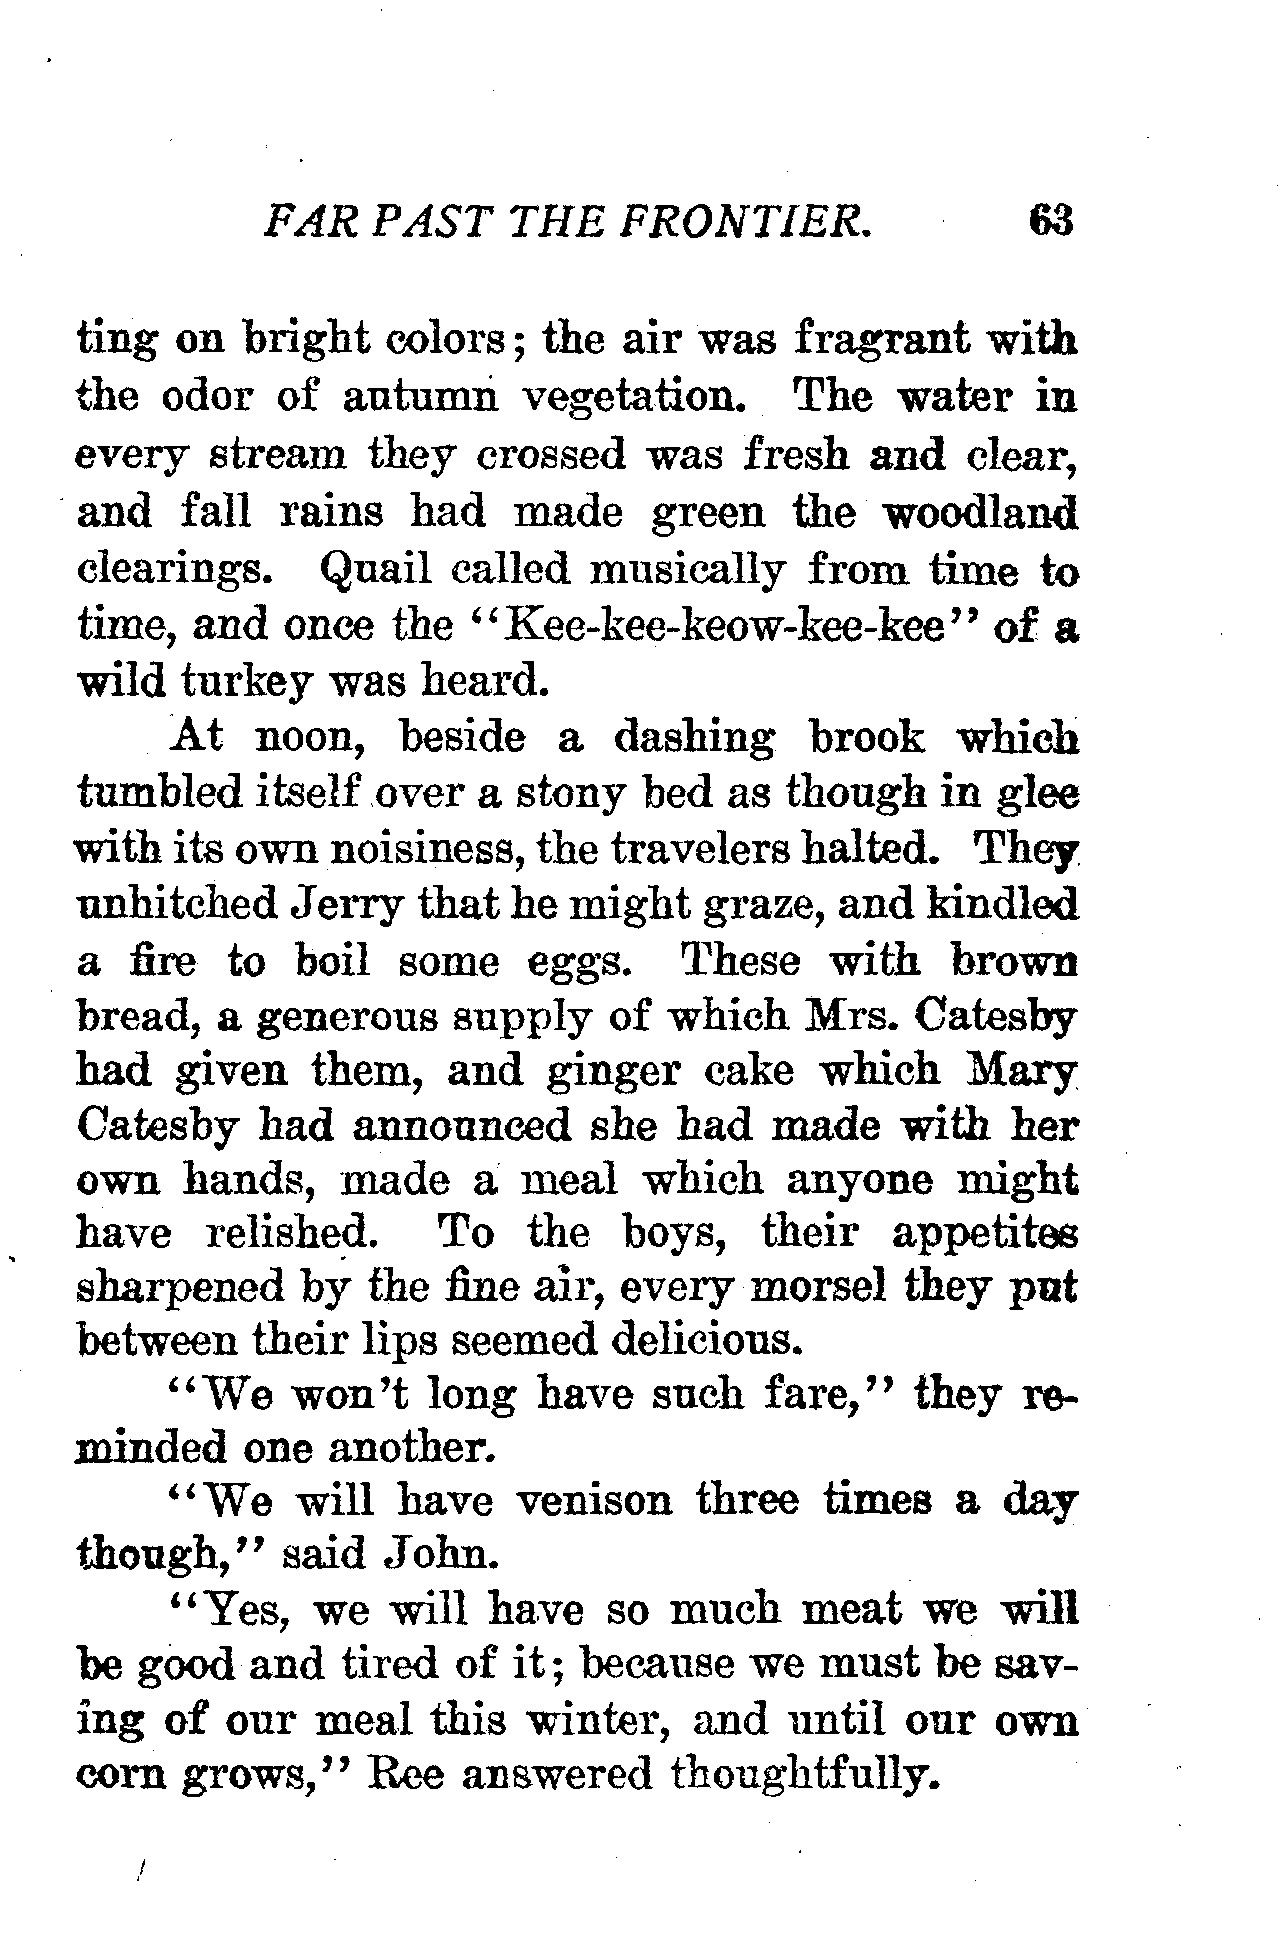 FAR PAST THE FRONTIER. 63
ting on bright colors; the air was fragrant with
the odor of autumn vegetation. The water in
every stream they crossed was fresh and clear,
and fall rains had made green the woodland
clearings. Quail called musically from time to
time, and once the "Kee-kee-keow-kee-kee" of a
wild turkey was heard.
At noon, beside a dashing brook which
tumbled itself over a stony bed as though in glee
with its own noisiness, the travelers halted. They
unhitched Jerry that he might graze, and kindled
a fire to boil some eggs. These with brown
bread, a generous supply of which Mrs. Catesby
had given them, and ginger cake which Mary
Catesby had announced she had made with her
own hands, made a meal which anyone might
have relished. To the boys, their appetites
sharpened by the fine air, every morsel they put
between their lips seemed delicious.
"We won't long have such fare," they re-
minded one another.
"We will have venison three times a day
though," said John.
"Yes, we will have so much meat we will
be good and tired of it; because we must be sav-
ing of our meal this winter, and until our own
corn grows," Ree answered thoughtfully.